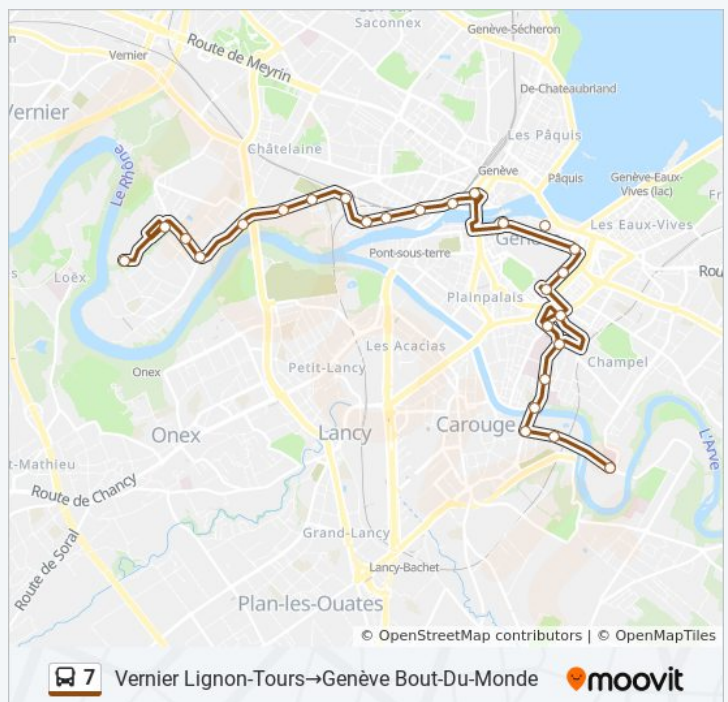 Saconnex
Genève-Sécheron
Route de Meyrin
Vernier
De-Chateaubriand
Vernier
Les Pâquis
Châtelaine
Le Rhône
Genève
Pâquis
Genève-Eaux-
Vives (lac)
Les Eaux-Vives
Pont-sous-terre
Loëx
Plainpalais
Les Acacias
Petit-Lancy
Champel
Onex
Onex
Lancy
Carouge
L'Arve
t-Mathieu
Route de Chancy
Route de Soral
Grand-Lancy
Lancy-Bachet
Plan-les-Ouates
© OpenStreetMap contributors | © OpenMapTiles
7 Vernier Lignon-Tours→Genève Bout-Du-Monde moovit